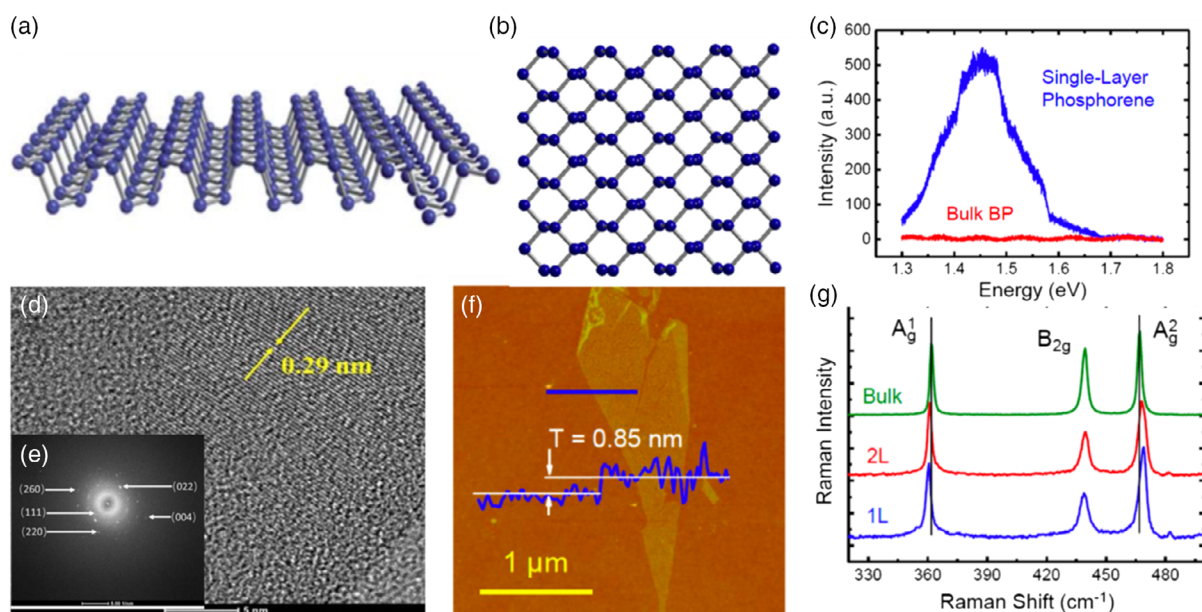 (a)
(b)
(c)
600
500
400
300
200
100
0
Intensity (a.u.)
Single-Layer
Phosphorene
Bulk BP
1.3 1.4 1.5 1.6 1.7 1.8
Energy (eV)
(d)
0.29 nm
5 nm
(e)
(260)
(111)
(220)
(022)
(004)
(f)
T = 0.85 nm
1 μm
(g)
A¹g
B2g
A²g
Bulk
2L
1L
Raman Intensity
330 360 390 420 450 480
Raman Shift (cm⁻¹)